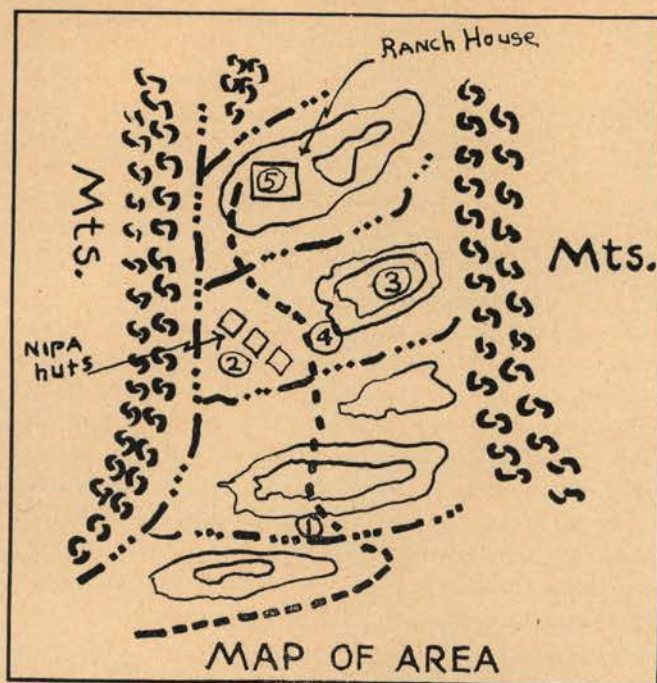 RANCH HOUSE
Mts.
5
Mts.
3
NIPA
huts
4
2
1
MAP OF AREA